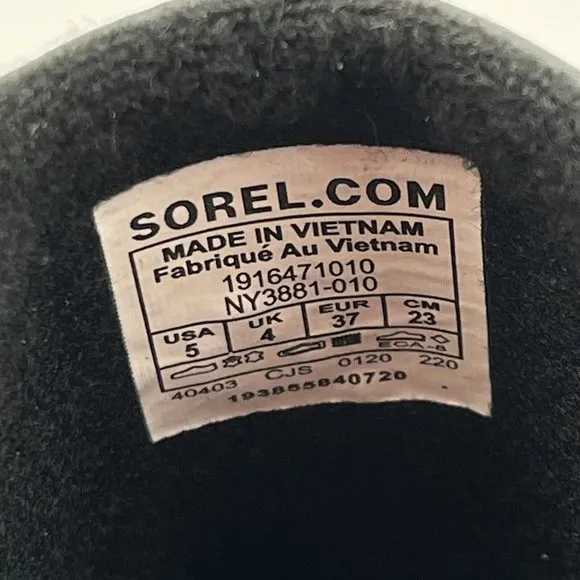 SOREL.COM
MADE IN VIETNAM
Fabriqué Au Vietnam
1916471010
NY3881-010
USA UK EUR CM
5 4 37 23
ECA-8
40403 CJS 0120 220
193855840720